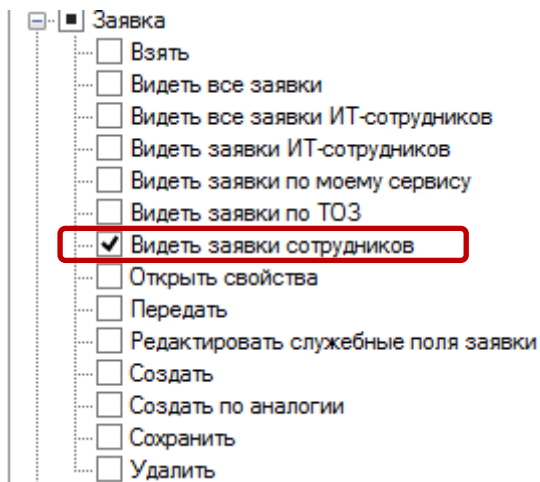 Заявка
Взять
Видеть все заявки
Видеть все заявки ИТ-сотрудников
Видеть заявки ИТ-сотрудников
Видеть заявки по моему сервису
Видеть заявки по ТОЗ
Видеть заявки сотрудников
Открыть свойства
Передать
Редактировать служебные поля заявки
Создать
Создать по аналогии
Сохранить
Удалить